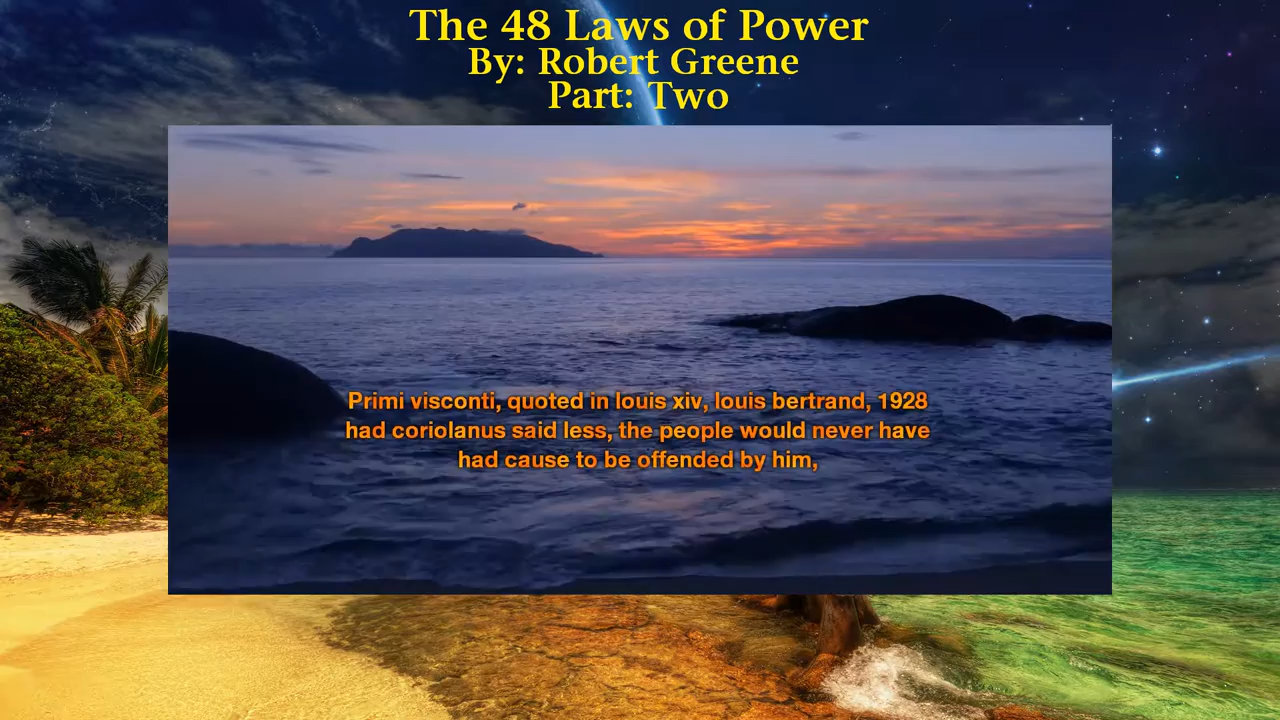 The 48 Laws of Power
By: Robert Greene
Part: Two
Primi visconti, quoted in louis xiv, louis bertrand, 1928
had coriolanus said less, the people would never have
had cause to be offended by him,